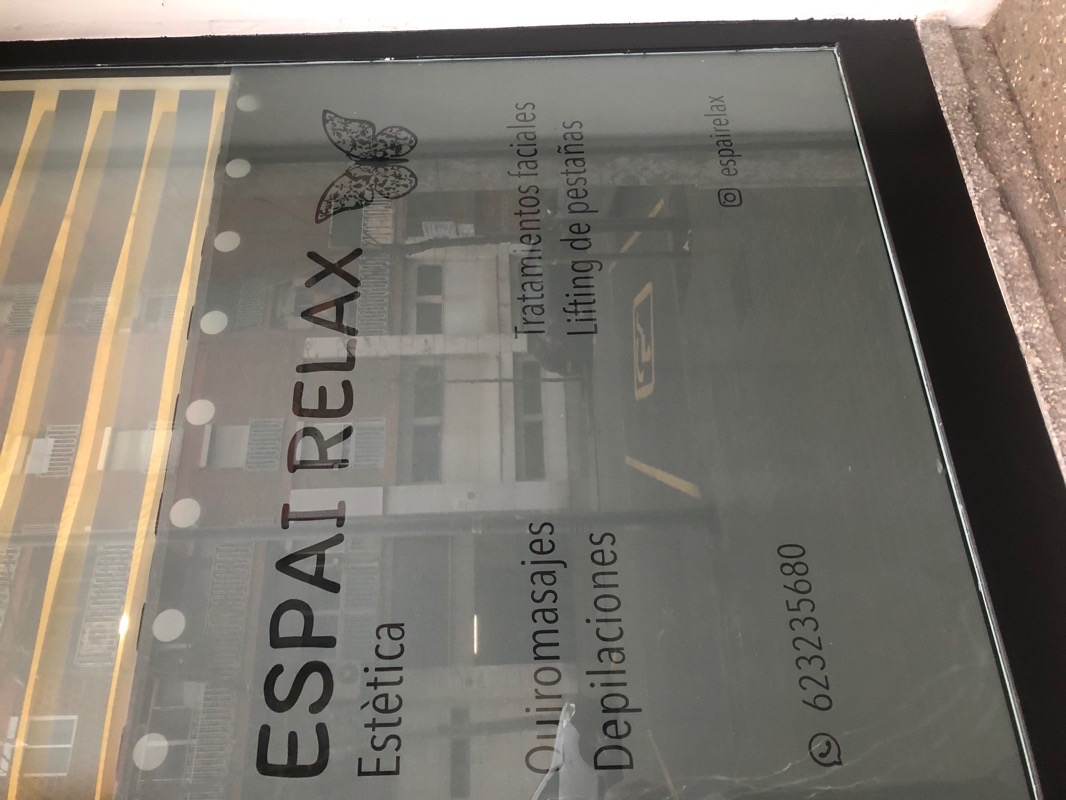 ESPAI RELAX
Estètica
Quiromasajes
Depilaciones
Tratamientos faciales
Lifting de pestañas
623235680
espairelax